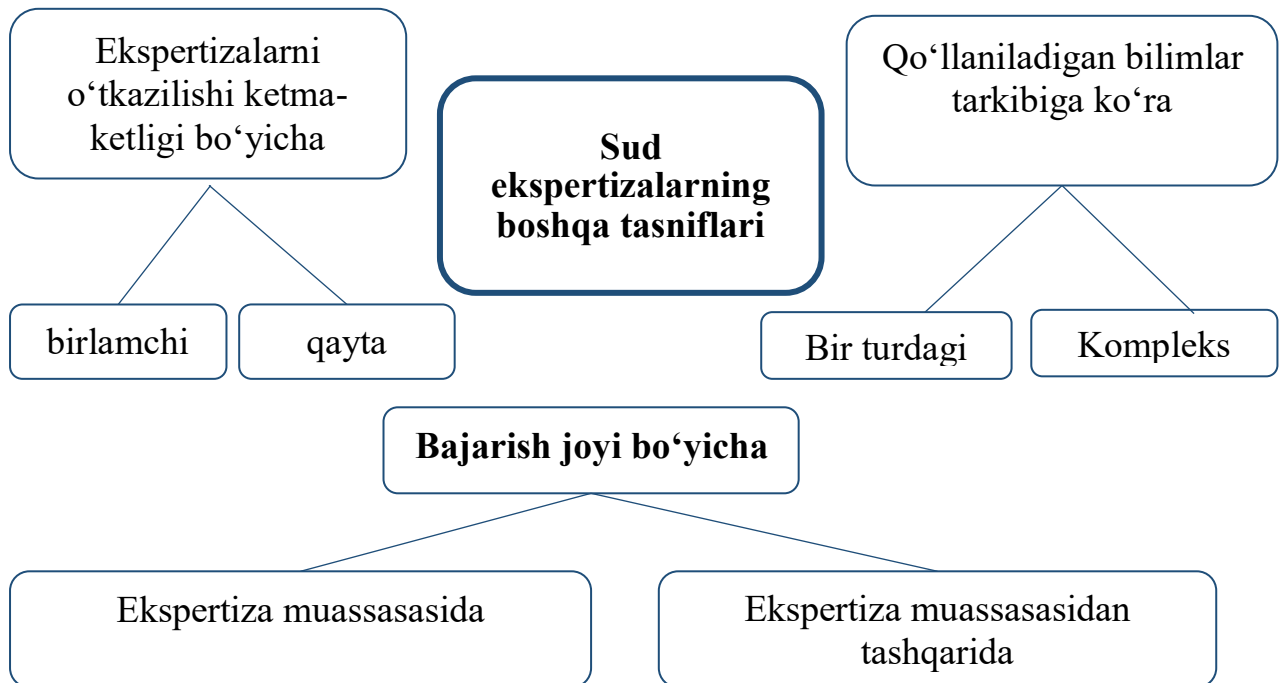 Ekspertizalarni
o‘tkazilishi ketma-
ketligi bo‘yicha
Sud
ekspertizalarning
boshqa tasniflari
Qo‘llaniladigan bilimlar
tarkibiga ko‘ra
birlamchi
qayta
Bir turdagi
Kompleks
Bajarish joyi bo‘yicha
Ekspertiza muassasasida
Ekspertiza muassasasidan
tashqarida